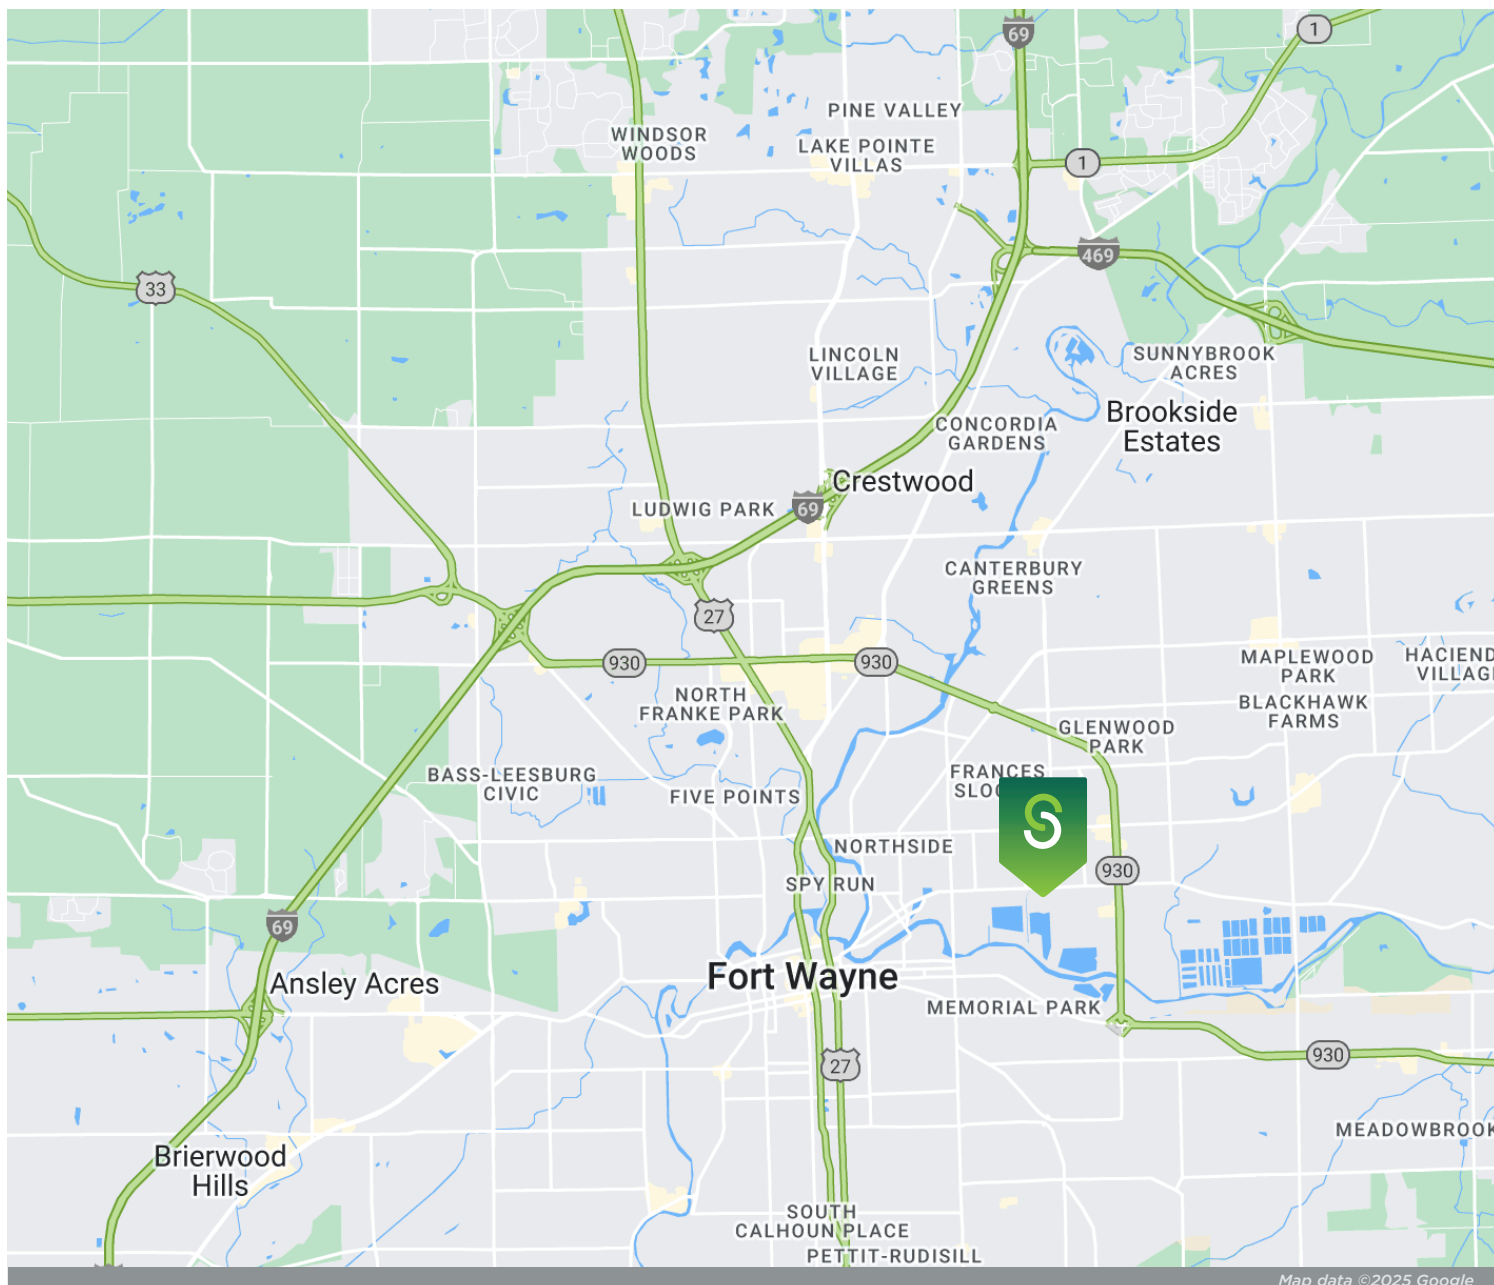 69
1
PINE VALLEY
WINDSOR
WOODS
LAKE POINTE
VILLAS
1
469
33
LINCOLN
VILLAGE
SUNNYBROOK
ACRES
Brookside
Estates
CONCORDIA
GARDENS
Crestwood
69
LUDWIG PARK
CANTERBURY
GREENS
27
930
930
MAPLEWOOD
PARK
HACIEND
VILLAG
NORTH
FRANKE PARK
BLACKHAWK
FARMS
GLENWOOD
PARK
BASS-LEESBURG
CIVIC
FIVE POINTS
FRANCES
SLOC
S
NORTHSIDE
930
SPY RUN
69
Fort Wayne
Ansley Acres
MEMORIAL PARK
930
27
MEADOWBROOK
Brierwood
Hills
SOUTH
CALHOUN PLACE
PETTIT-RUDISILL
Map data ©2025 Google